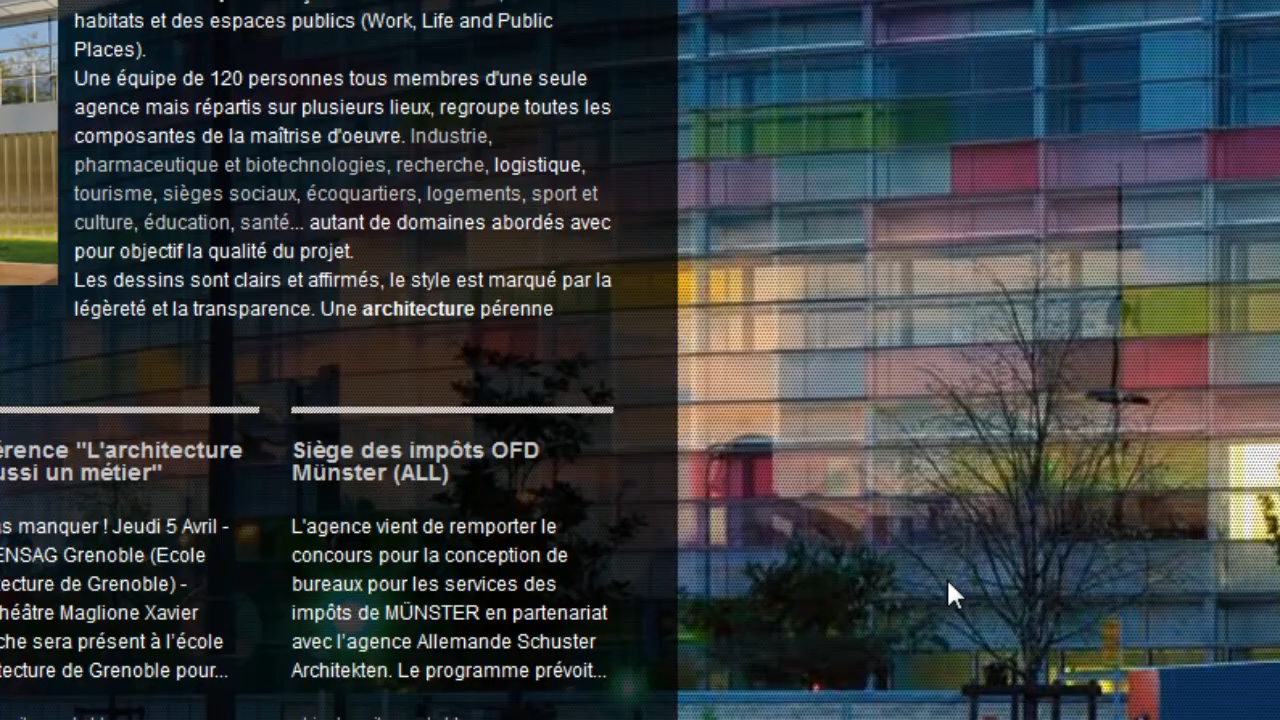 habitats et des espaces publics (Work, Life and Public
Places).
Une équipe de 120 personnes tous membres d'une seule
agence mais répartis sur plusieurs lieux, regroupe toutes les
composantes de la maîtrise d'oeuvre. Industrie,
pharmaceutique et biotechnologies, recherche, logistique,
tourisme, sièges sociaux, écoquartiers, logements, sport et
culture, éducation, santé... autant de domaines abordés avec
pour objectif la qualité du projet.
Les dessins sont clairs et affirmés, le style est marqué par la
légèreté et la transparence. Une architecture pérenne
érence "L'architecture
ussi un métier"
s manquer ! Jeudi 5 Avril -
ENSAG Grenoble (Ecole
tecture de Grenoble) -
héâtre Maglione Xavier
che sera présent à l'école
tecture de Grenoble pour...
Siège des impôts OFD
Münster (ALL)
L'agence vient de remporter le
concours pour la conception de
bureaux pour les services des
impôts de MÜNSTER en partenariat
avec l'agence Allemande Schuster
Architekten. Le programme prévoit...